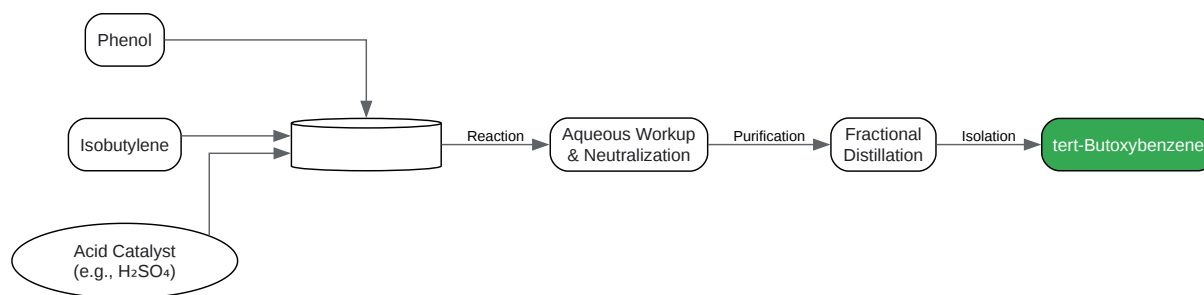 Phenol
Isobutylene
Acid Catalyst
(e.g., H₂SO₄)
Reaction
Aqueous Workup
& Neutralization
Purification
Fractional
Distillation
Isolation
tert-Butoxybenzene